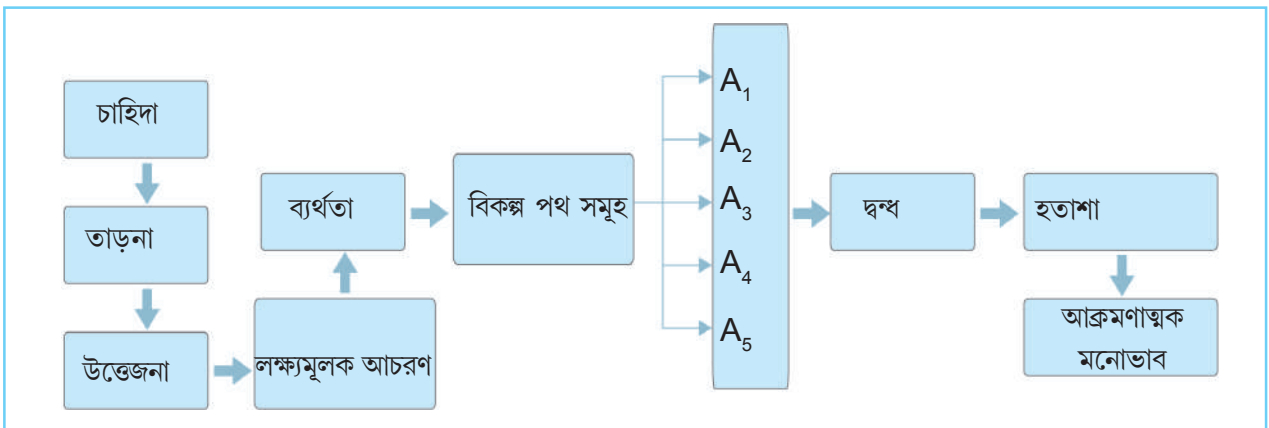 চাহিদা
তাড়না
উত্তেজনা
লক্ষ্যমূলক আচরণ
ব্যর্থতা
বিকল্প পথ সমূহ
A₁
A₂
A₃
A₄
A₅
দ্বন্ধ
হতাশা
আক্রমণাত্মক
মনোভাব